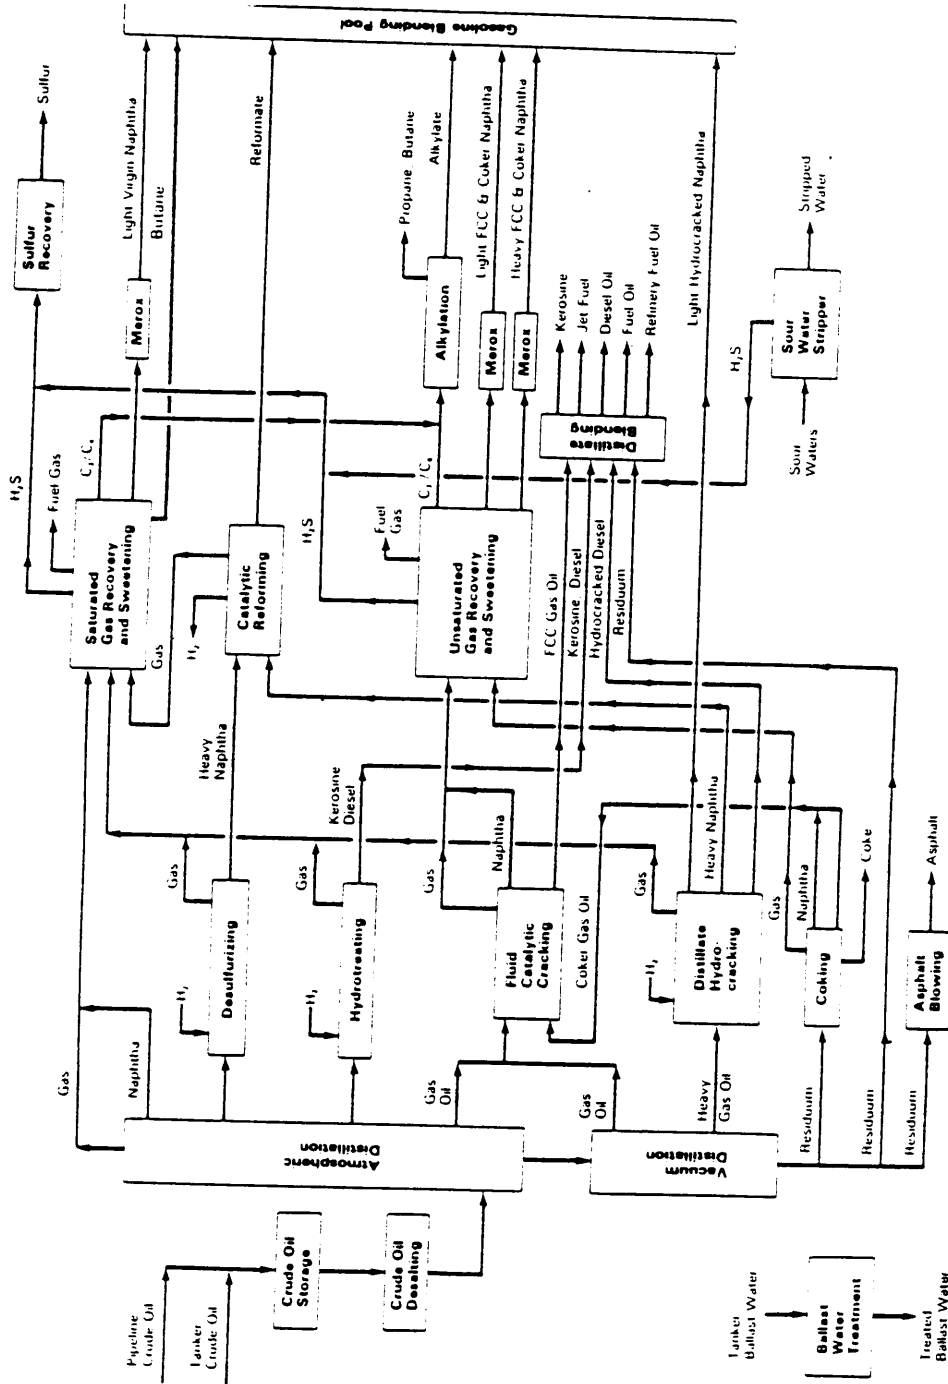 Pipeline
Crude Oil
Tanker
Crude Oil
Crude Oil
Storage
Crude Oil
Desalting
Tanker
Ballast Water
Ballast
Water
Treatment
Treated
Ballast Water
Atmospheric
Distillation
Vacuum
Distillation
Gas
Naphtha
Gas
Oil
Gas
Oil
Heavy
Gas Oil
Residuum
Residuum
Residuum
H₂
Desulfurizing
Gas
H₂
Hydrotreating
Gas
Fluid
Catalytic
Cracking
Gas
Naphtha
Coker Gas Oil
H₂
Distillate
Hydro-
cracking
Gas
Heavy Naphtha
Coking
Gas
Naphtha
Coke
Asphalt
Blowing
Asphalt
Heavy
Naphtha
Kerosine
Diesel
Saturated
Gas Recovery
and Sweetening
Gas
H₂S
Fuel Gas
C₃/C₄
Catalytic
Reforming
H₂
Unsaturated
Gas Recovery
and Sweetening
H₂S
Fuel
Gas
C₃/C₄
FCC Gas Oil
Kerosine, Diesel
Hydrocracked Diesel
Residuum
Sulfur
Recovery
Sulfur
Merox
Light Virgin Naphtha
Butane
Reformate
Alkylation
Propane, Butane
Alkylate
Merox
Light FCC & Coker Naphtha
Merox
Heavy FCC & Coker Naphtha
Distillate
Blending
Kerosine
Jet Fuel
Diesel Oil
Fuel Oil
Refinery Fuel Oil
Light Hydrocracked Naphtha
Sour
Waters
Sour
Water
Stripper
H₂S
Stripped
Water
Gasoline Blending
Pool